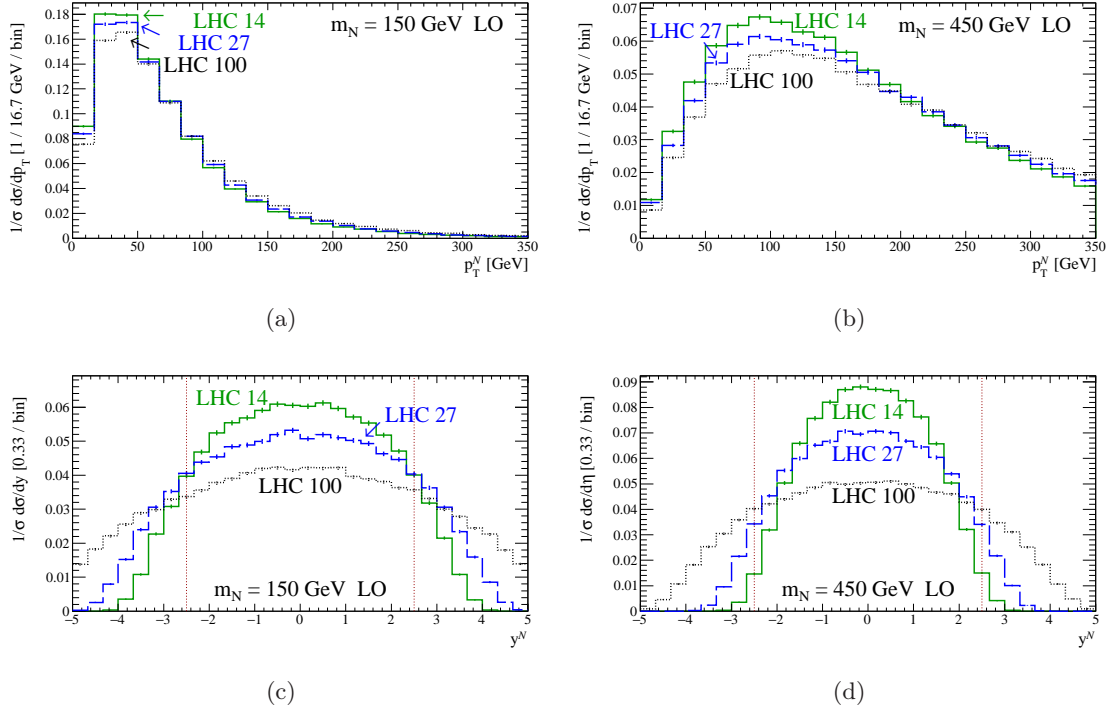 LHC 14
m_N = 150 GeV LO
LHC 27
LHC 100
1/σ dσ/dp_T [1 / 16.7 GeV / bin]
0.18
0.16
0.14
0.12
0.1
0.08
0.06
0.04
0.02
0
0 50 100 150 200 250 300 350
p_T^N [GeV]
(a)
LHC 14
m_N = 450 GeV LO
LHC 27
LHC 100
1/σ dσ/dp_T [1 / 16.7 GeV / bin]
0.07
0.06
0.05
0.04
0.03
0.02
0.01
0
0 50 100 150 200 250 300 350
p_T^N [GeV]
(b)
LHC 14
LHC 27
LHC 100
m_N = 150 GeV LO
1/σ dσ/dy [0.33 / bin]
0.06
0.05
0.04
0.03
0.02
0.01
0
−5 −4 −3 −2 −1 0 1 2 3 4 5
y^N
(c)
LHC 14
LHC 27
LHC 100
m_N = 450 GeV LO
1/σ dσ/dη [0.33 / bin]
0.09
0.08
0.07
0.06
0.05
0.04
0.03
0.02
0.01
0
−5 −4 −3 −2 −1 0 1 2 3 4 5
y^N
(d)